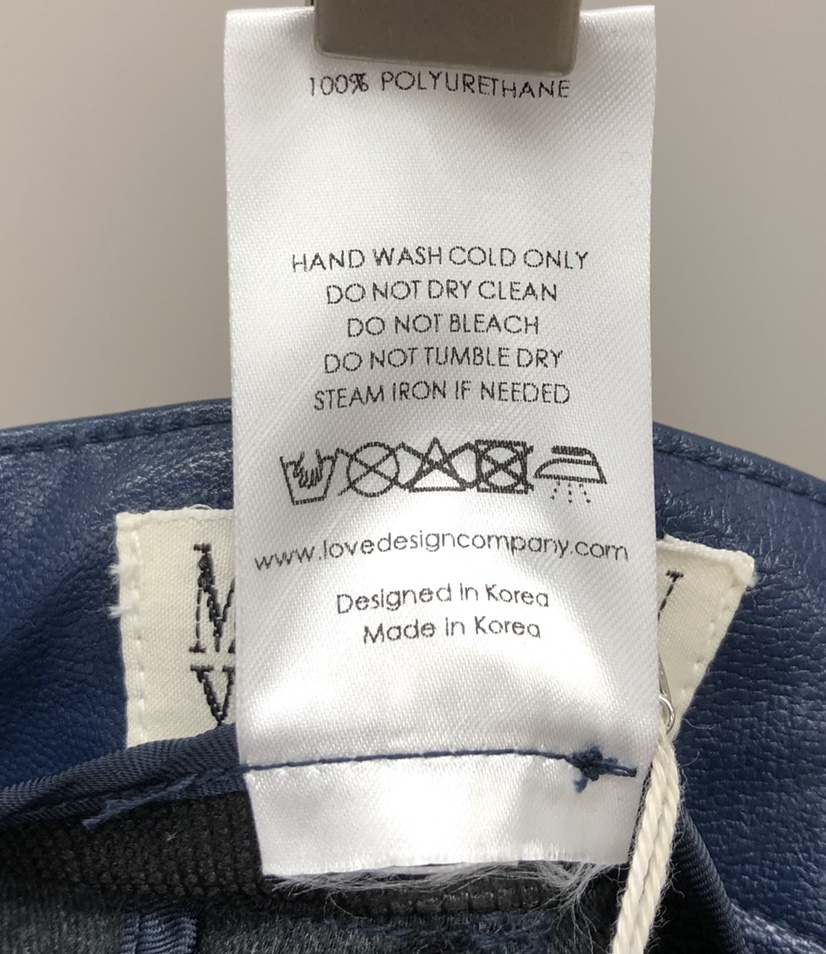 100% POLYURETHANE
HAND WASH COLD ONLY
DO NOT DRY CLEAN
DO NOT BLEACH
DO NOT TUMBLE DRY
STEAM IRON IF NEEDED
www.lovedesigncompany.com
Designed in Korea
Made in Korea